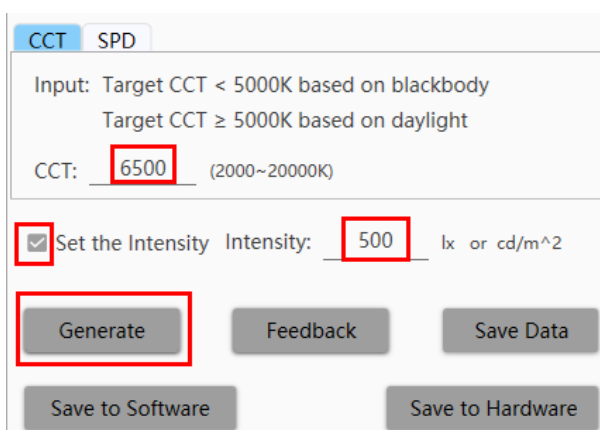 CCT SPD
Input: Target CCT < 5000K based on blackbody
Target CCT ≥ 5000K based on daylight
CCT: 6500 (2000~20000K)
Set the Intensity Intensity: 500 lx or cd/m^2
Generate Feedback Save Data
Save to Software Save to Hardware